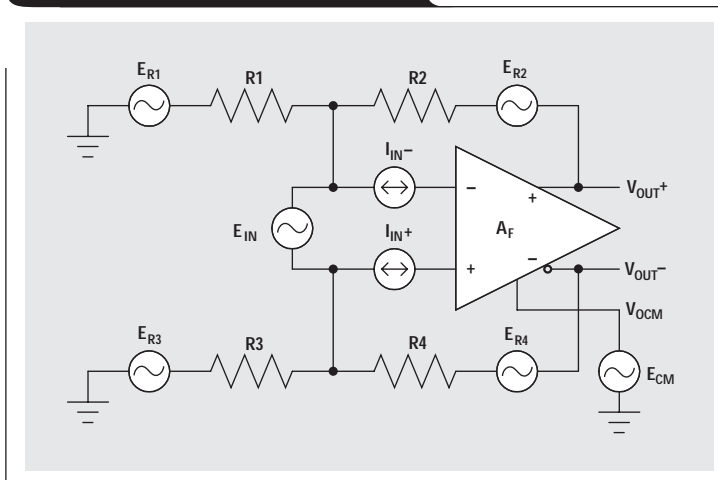 E_R1 R1 R2 E_R2
I_IN−
− + V_OUT+
E_IN A_F
I_IN+
+ − V_OUT−
V_OCM
E_R3 R3 R4 E_R4
E_CM